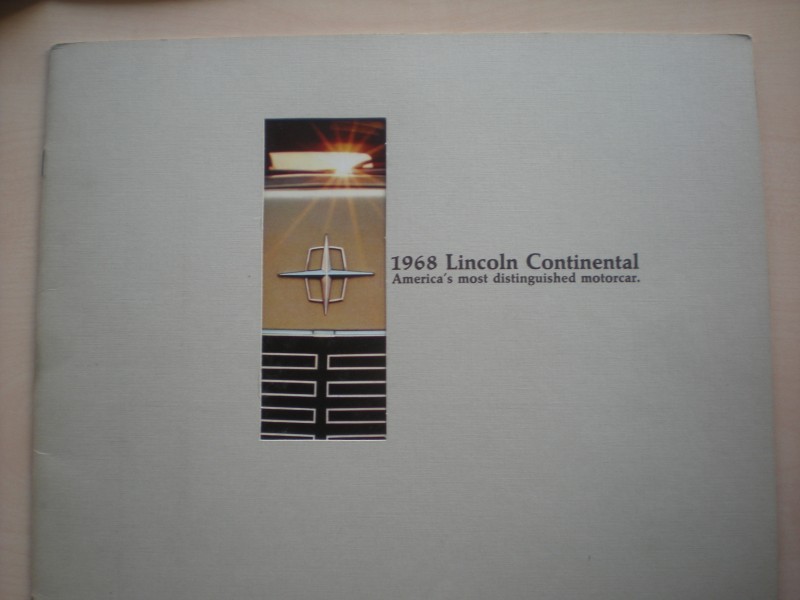 1968 Lincoln Continental
America's most distinguished motorcar.